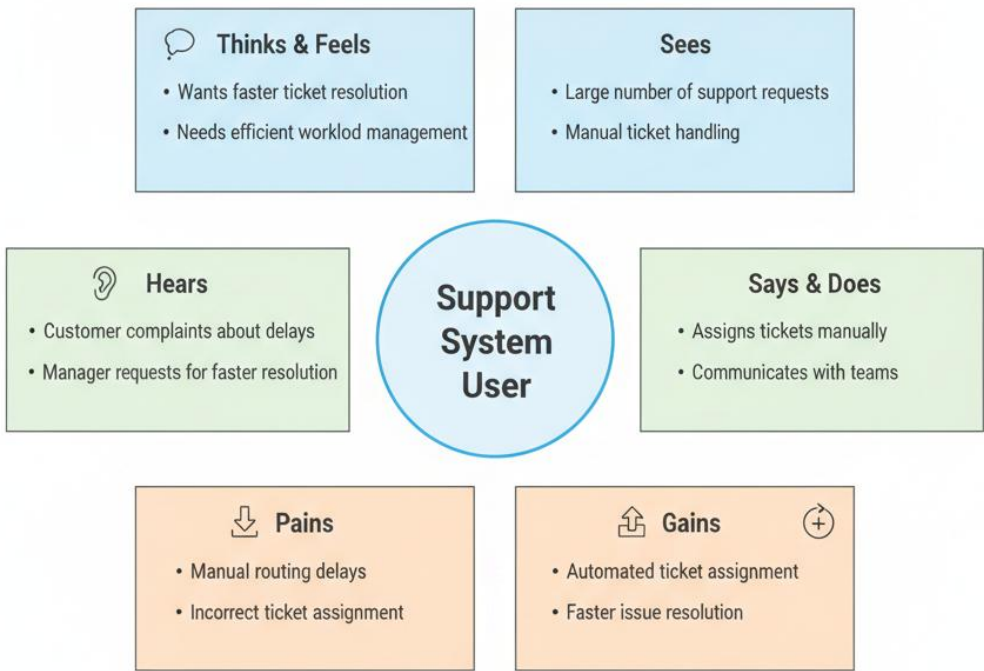 Thinks & Feels
• Wants faster ticket resolution
• Needs efficient worklod management
Sees
• Large number of support requests
• Manual ticket handling
Hears
• Customer complaints about delays
• Manager requests for faster resolution
Support
System
User
Says & Does
• Assigns tickets manually
• Communicates with teams
Pains
• Manual routing delays
• Incorrect ticket assignment
Gains
• Automated ticket assignment
• Faster issue resolution